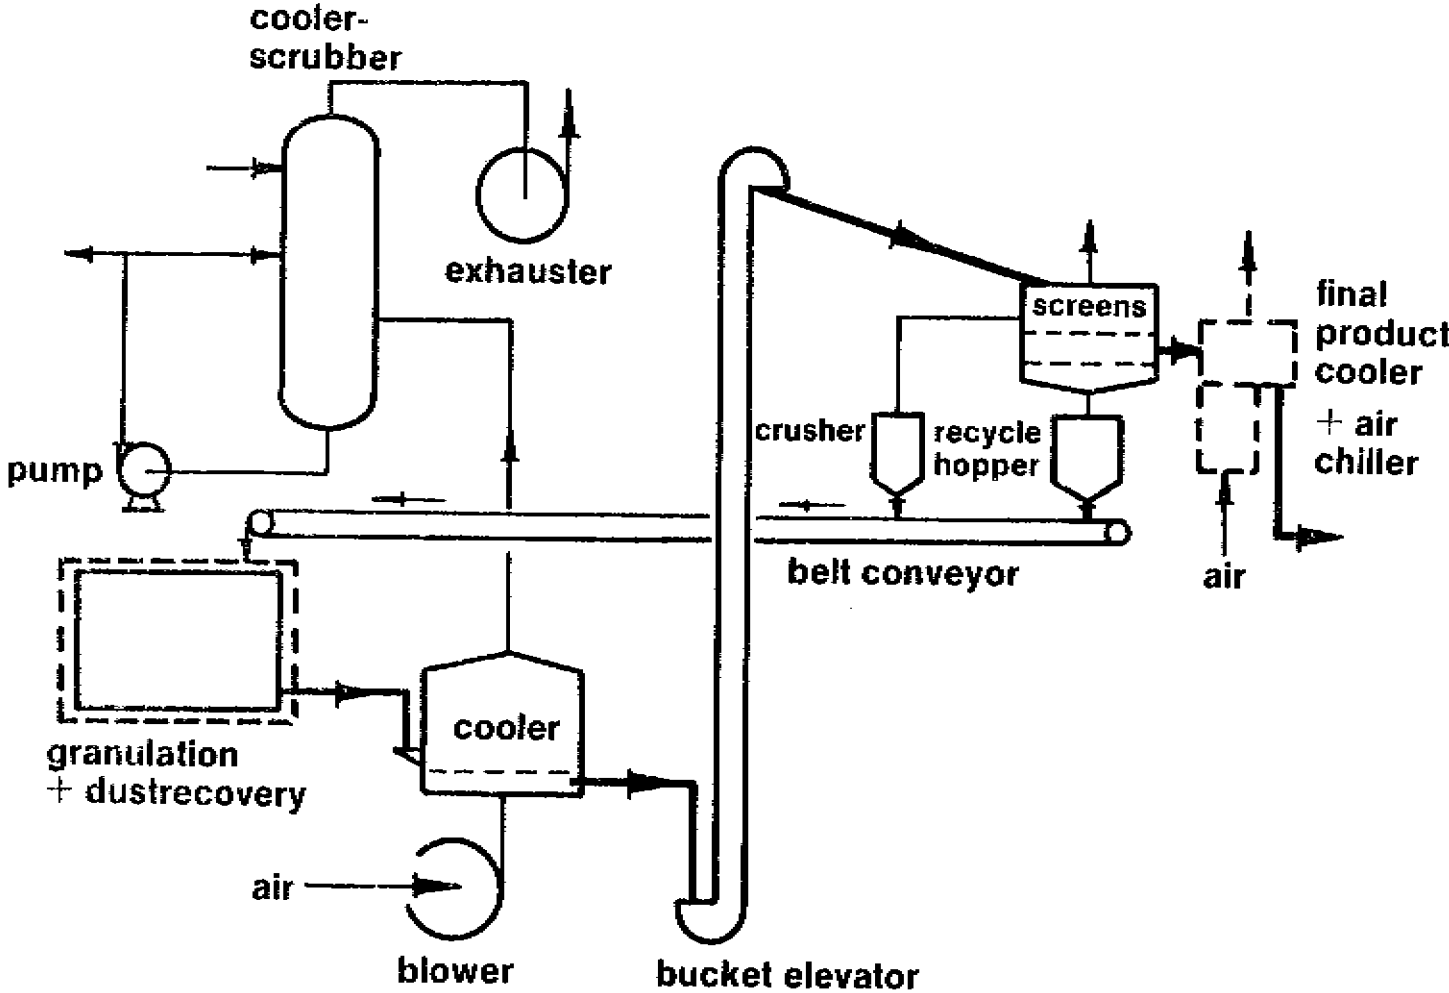 cooler-
scrubber
exhauster
pump
screens
final
product
cooler
+ air
chiller
crusher
recycle
hopper
belt conveyor
air
granulation
+ dustrecovery
cooler
air
blower
bucket elevator